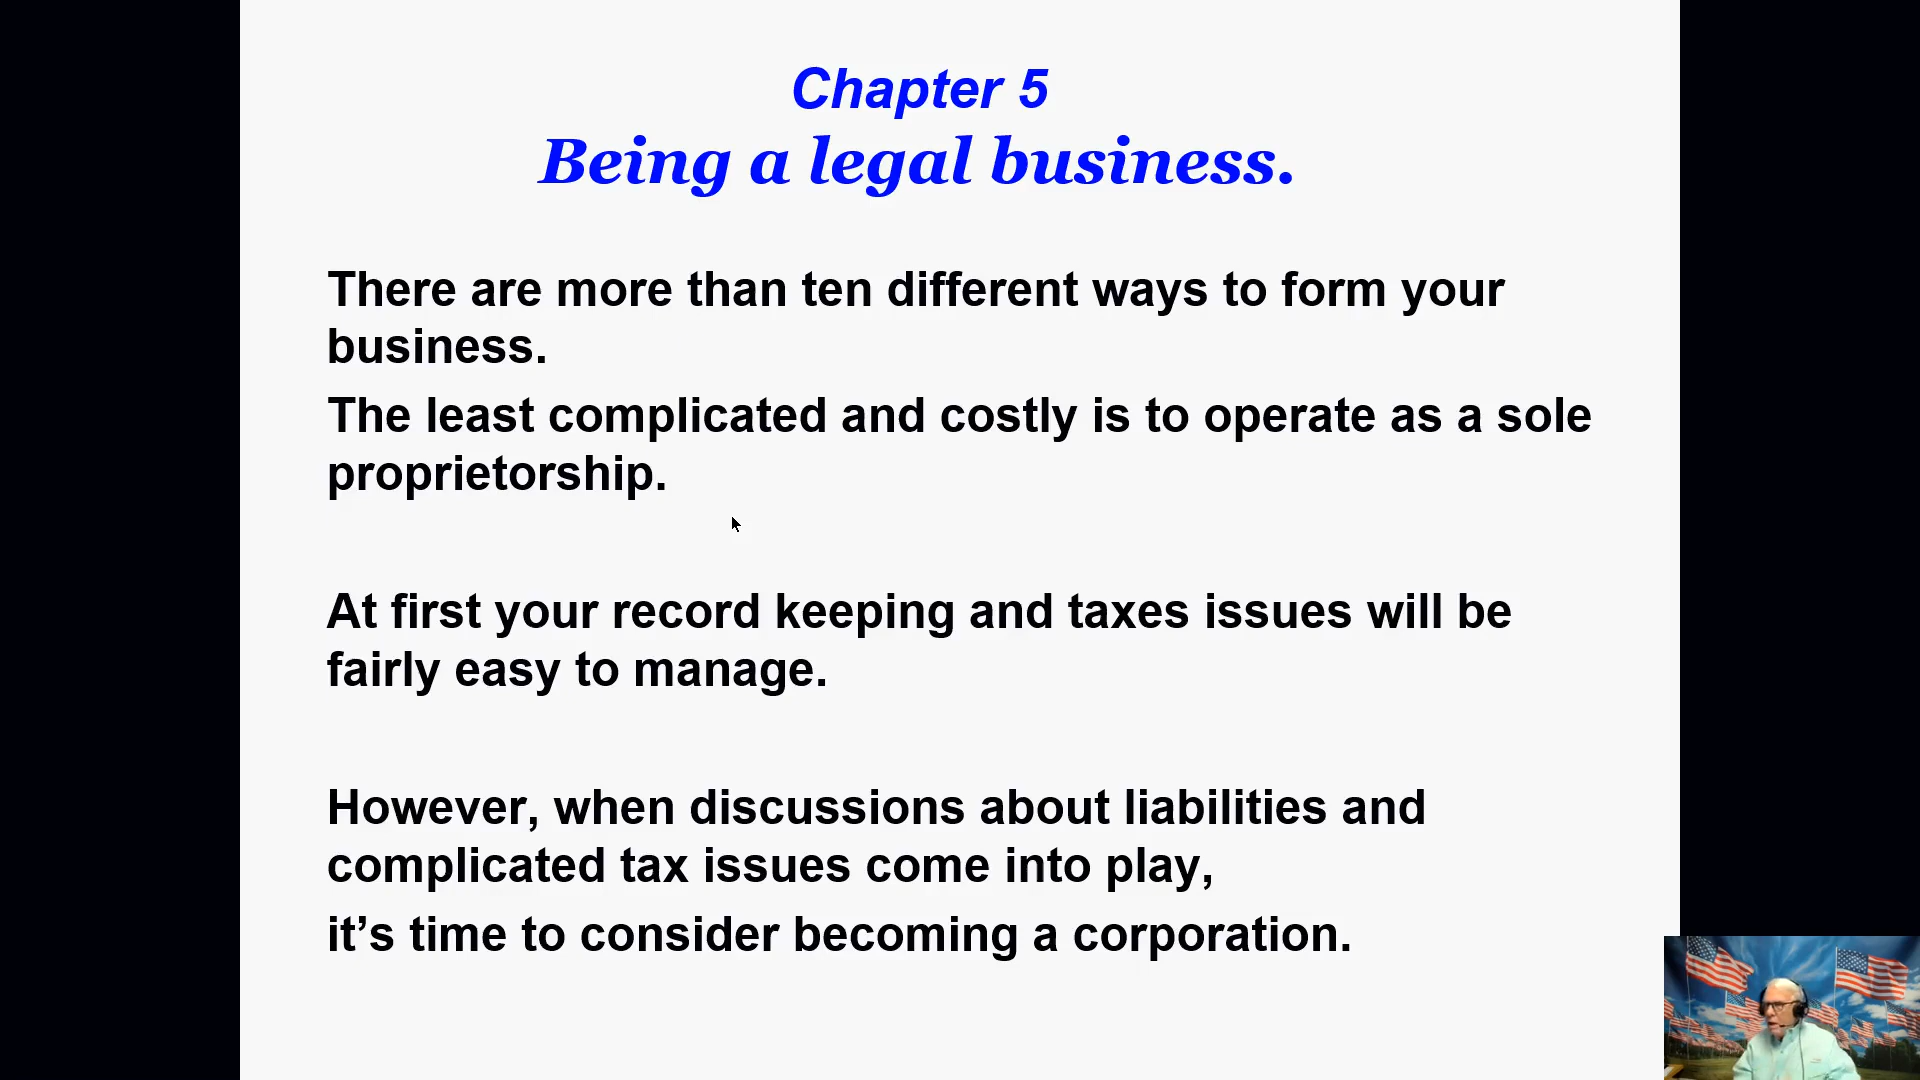 Chapter 5
Being a legal business.
There are more than ten different ways to form your
business.
The least complicated and costly is to operate as a sole
proprietorship.
At first your record keeping and taxes issues will be
fairly easy to manage.
However, when discussions about liabilities and
complicated tax issues come into play,
it’s time to consider becoming a corporation.